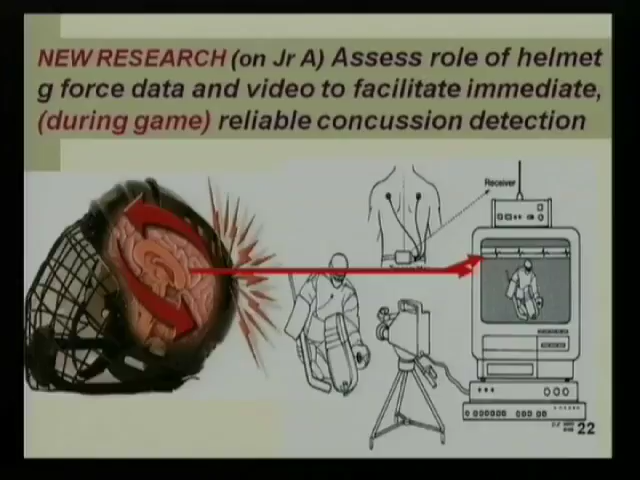 NEW RESEARCH (on Jr A) Assess role of helmet
g force data and video to facilitate immediate,
(during game) reliable concussion detection
Receiver
22